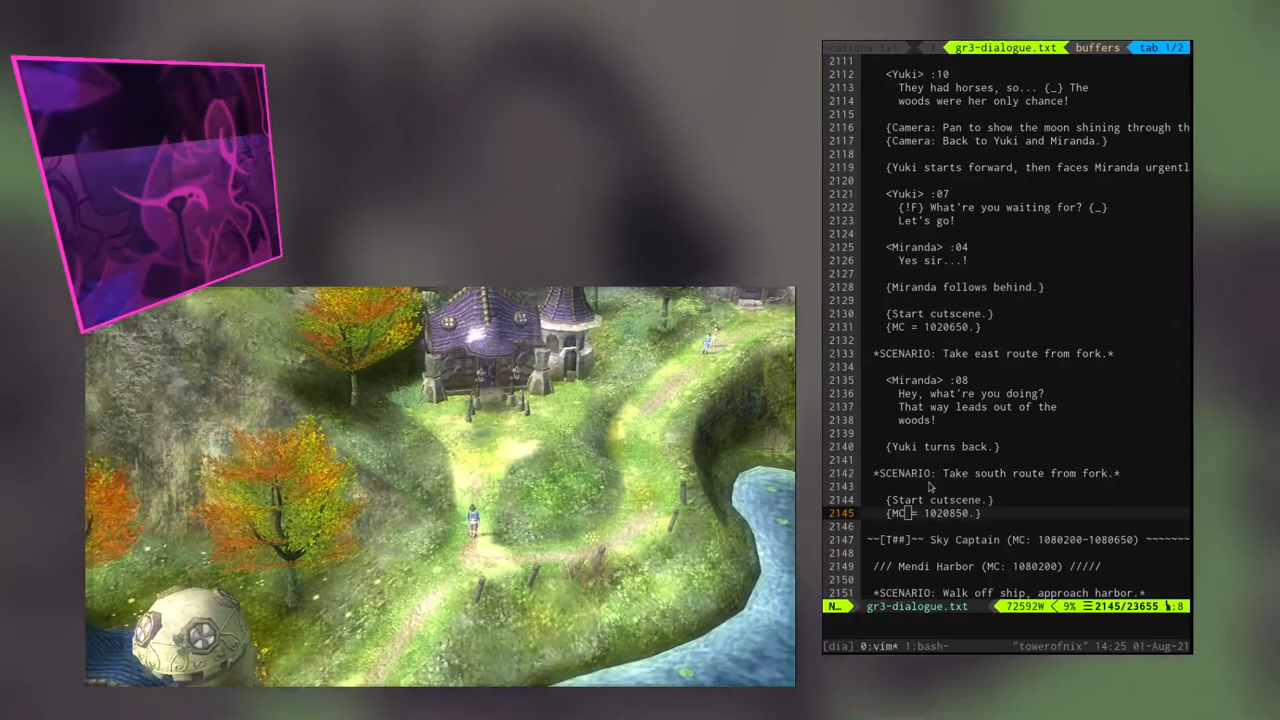 cations.txt X gr3-dialogue.txt buffers tab 1/2
2111
2112 <Yuki> :10
2113 They had horses, so... {_} The
2114 woods were her only chance!
2115
2116 {Camera: Pan to show the moon shining through th
2117 {Camera: Back to Yuki and Miranda.}
2118
2119 {Yuki starts forward, then faces Miranda urgentl
2120
2121 <Yuki> :07
2122 {!F} What're you waiting for? {_}
2123 Let's go!
2124
2125 <Miranda> :04
2126 Yes sir...!
2127
2128 {Miranda follows behind.}
2129
2130 {Start cutscene.}
2131 {MC = 1020650.}
2132
2133 *SCENARIO: Take east route from fork.*
2134
2135 <Miranda> :08
2136 Hey, what're you doing?
2137 That way leads out of the
2138 woods!
2139
2140 {Yuki turns back.}
2141
2142 *SCENARIO: Take south route from fork.*
2143
2144 {Start cutscene.}
2145 {MC = 1020850.}
2146
2147 ~~[T##]~~ Sky Captain (MC: 1080200-1080650) ~~~~~~~
2148
2149 /// Mendi Harbor (MC: 1080200) /////
2150
2151 *SCENARIO: Walk off ship, approach harbor.*
N… gr3-dialogue.txt 72592W 9% 2145/23655 :8
[dia] 0:vim* 1:bash- "towerofnix" 14:25 01-Aug-21